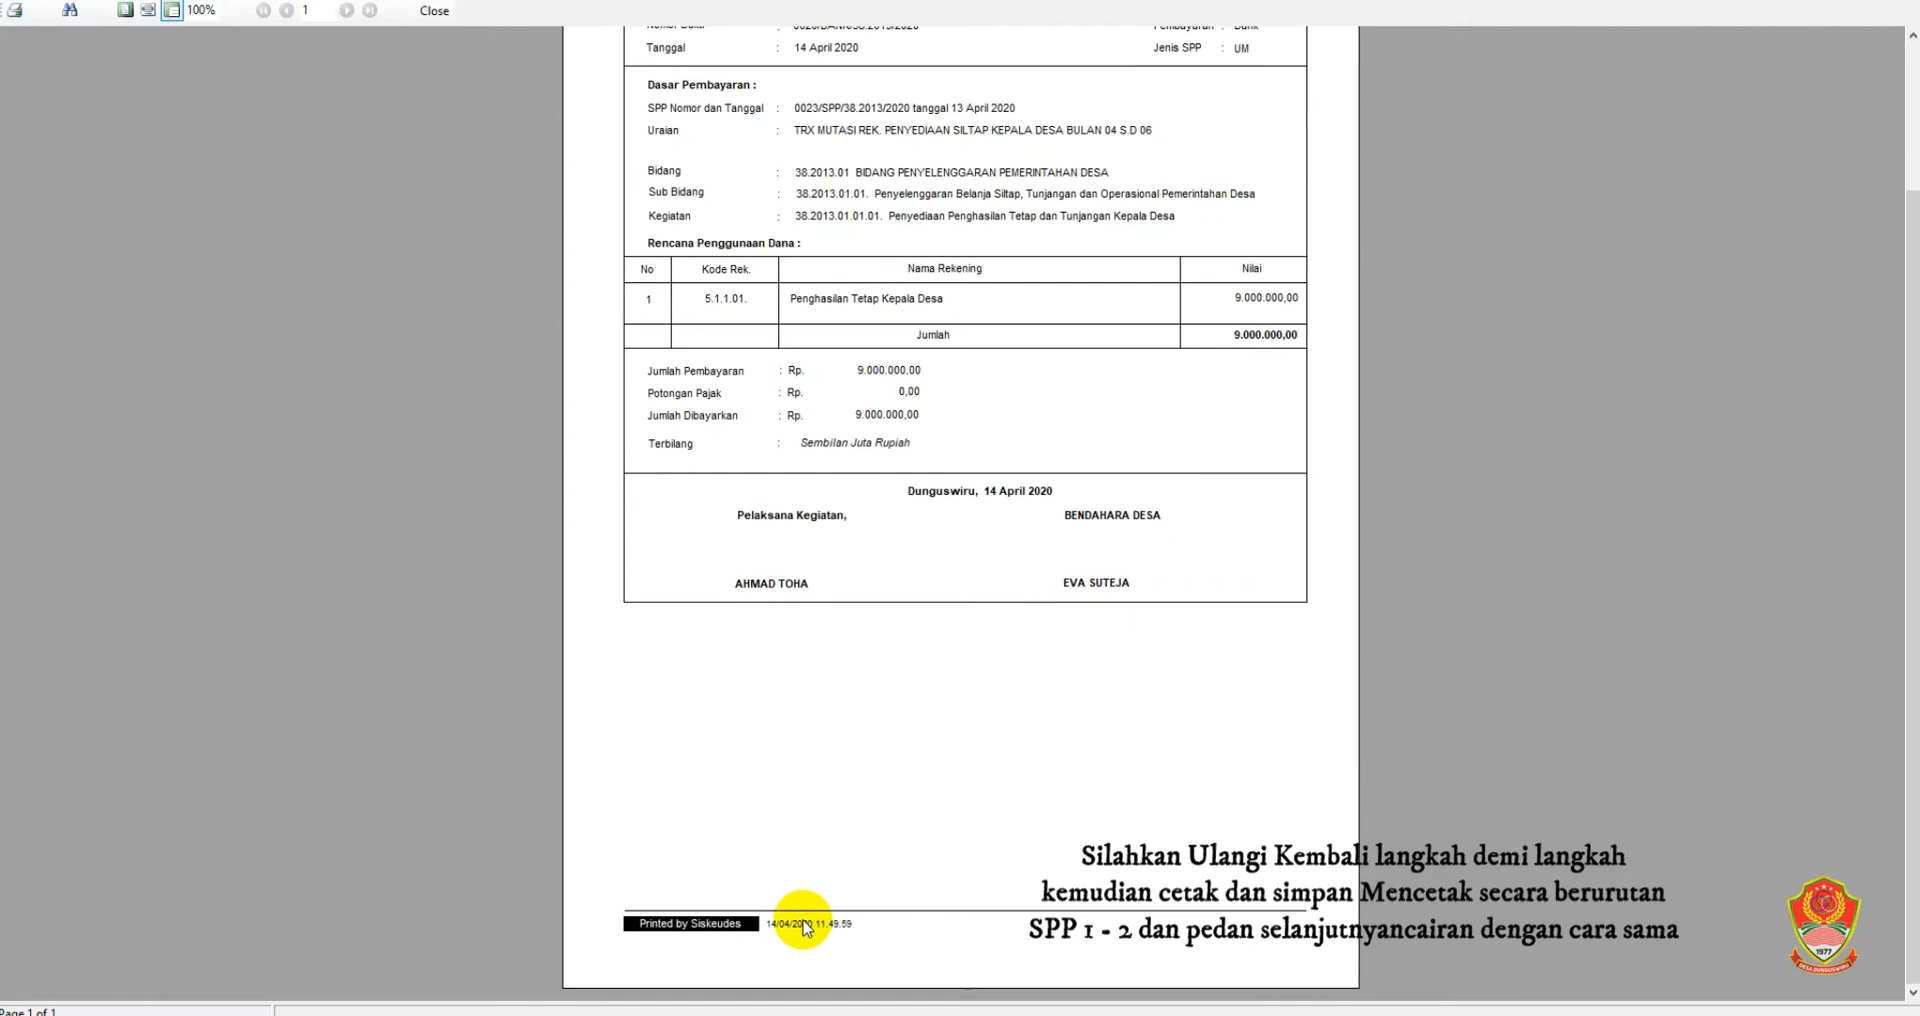 100% 1 Close
Tanggal : 14 April 2020 Jenis SPP : UM
Dasar Pembayaran :
SPP Nomor dan Tanggal : 0023/SPP/38.2013/2020 tanggal 13 April 2020
Uraian : TRX MUTASI REK. PENYEDIAAN SILTAP KEPALA DESA BULAN 04 S.D 06
Bidang : 38.2013.01 BIDANG PENYELENGGARAN PEMERINTAHAN DESA
Sub Bidang : 38.2013.01.01. Penyelenggaran Belanja Siltap, Tunjangan dan Operasional Pemerintahan Desa
Kegiatan : 38.2013.01.01.01. Penyediaan Penghasilan Tetap dan Tunjangan Kepala Desa
Rencana Penggunaan Dana :
No Kode Rek. Nama Rekening Nilai
1 5.1.1.01. Penghasilan Tetap Kepala Desa 9.000.000,00
Jumlah 9.000.000,00
Jumlah Pembayaran : Rp. 9.000.000,00
Potongan Pajak : Rp. 0,00
Jumlah Dibayarkan : Rp. 9.000.000,00
Terbilang : Sembilan Juta Rupiah
Dunguswiru, 14 April 2020
Pelaksana Kegiatan, BENDAHARA DESA
AHMAD TOHA EVA SUTEJA
Silahkan Ulangi Kembali langkah demi langkah
kemudian cetak dan simpan Mencetak secara berurutan
SPP 1 - 2 dan pedan selanjutnyancairan dengan cara sama
Printed by Siskeudes 14/04/2020 11.49.59
1977
DESA DUNGUSWIRU
Page 1 of 1